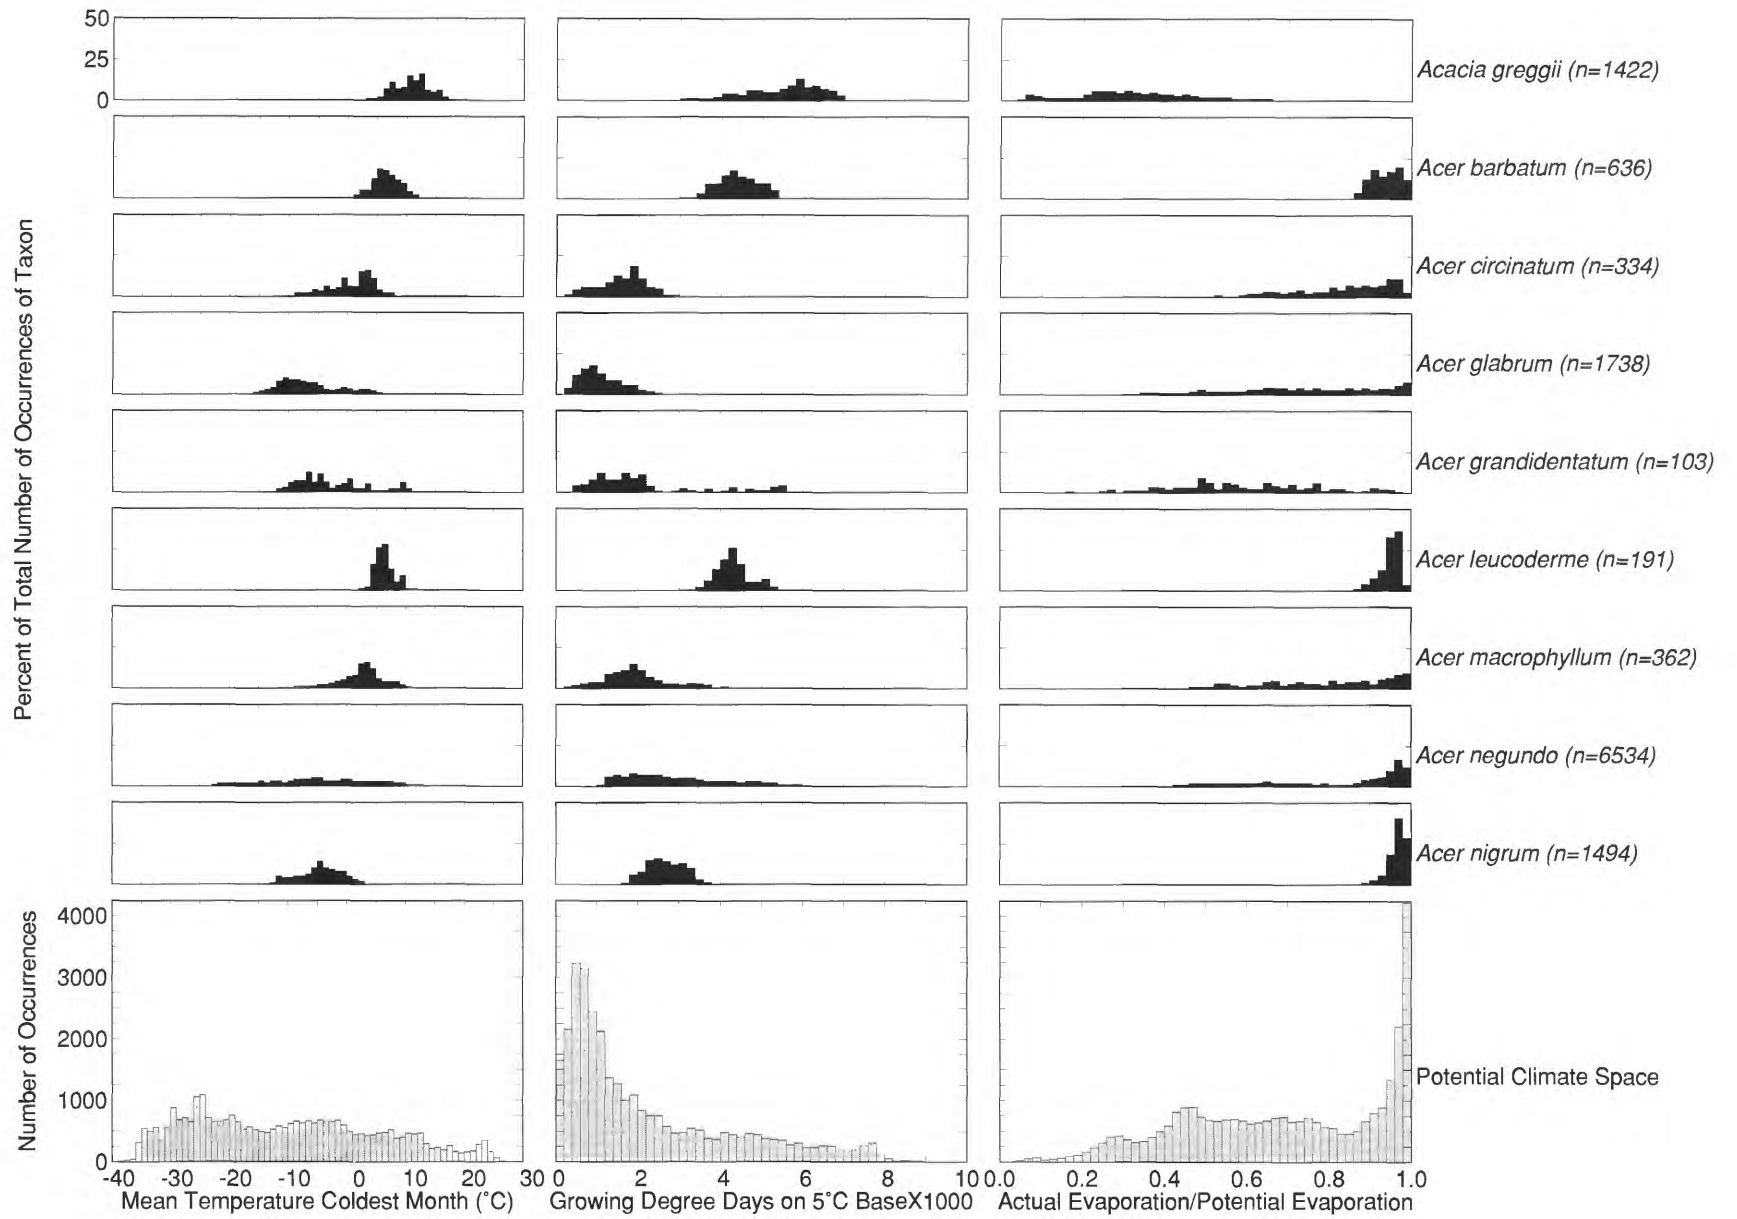 50
25
0
Acacia greggii (n=1422)
Acer barbatum (n=636)
Acer circinatum (n=334)
Acer glabrum (n=1738)
Acer grandidentatum (n=103)
Acer leucoderme (n=191)
Acer macrophyllum (n=362)
Acer negundo (n=6534)
Acer nigrum (n=1494)
Percent of Total Number of Occurrences of Taxon
Number of Occurrences
4000
3000
2000
1000
0
Potential Climate Space
-40 -30 -20 -10 0 10 20 30
0 2 4 6 8 10
0.0 0.2 0.4 0.6 0.8 1.0
Mean Temperature Coldest Month (°C)
Growing Degree Days on 5°C BaseX1000
Actual Evaporation/Potential Evaporation